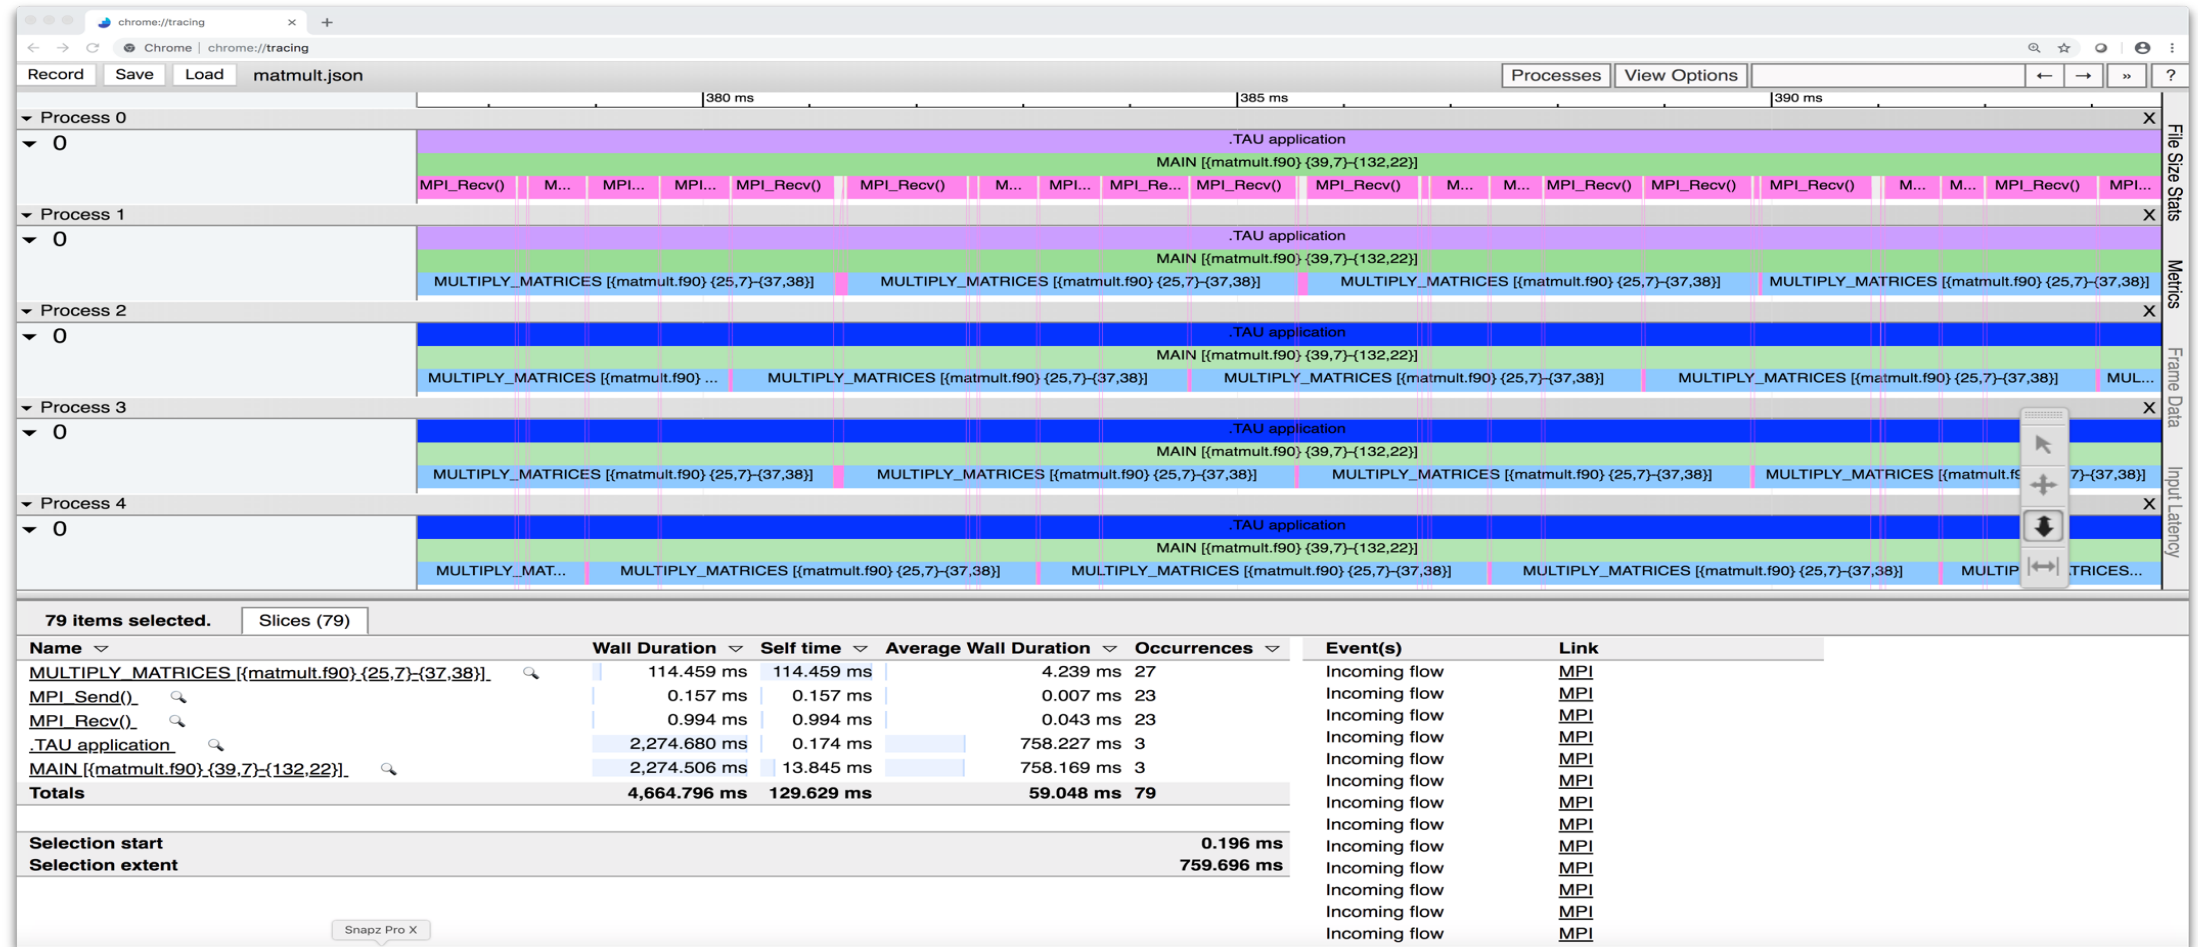 chrome://tracing × +
Chrome | chrome://tracing
Record Save Load matmult.json Processes View Options ← → » ?
380 ms 385 ms 390 ms
Process 0 X
0 .TAU application
MAIN [{matmult.f90} {39,7}-{132,22}]
MPI_Recv() M... MPI... MPI... MPI_Recv() MPI_Recv() M... MPI... MPI_Re... MPI_Recv() MPI_Recv() M... M... MPI_Recv() MPI_Recv() MPI_Recv() M... M... MPI_Recv() MPI...
Process 1 X
0 .TAU application
MAIN [{matmult.f90} {39,7}-{132,22}]
MULTIPLY_MATRICES [{matmult.f90} {25,7}-{37,38}] MULTIPLY_MATRICES [{matmult.f90} {25,7}-{37,38}] MULTIPLY_MATRICES [{matmult.f90} {25,7}-{37,38}] MULTIPLY_MATRICES [{matmult.f90} {25,7}-{37,38}]
Process 2 X
0 .TAU application
MAIN [{matmult.f90} {39,7}-{132,22}]
MULTIPLY_MATRICES [{matmult.f90} ... MULTIPLY_MATRICES [{matmult.f90} {25,7}-{37,38}] MULTIPLY_MATRICES [{matmult.f90} {25,7}-{37,38}] MULTIPLY_MATRICES [{matmult.f90} {25,7}-{37,38}] MUL...
Process 3 X
0 .TAU application
MAIN [{matmult.f90} {39,7}-{132,22}]
MULTIPLY_MATRICES [{matmult.f90} {25,7}-{37,38}] MULTIPLY_MATRICES [{matmult.f90} {25,7}-{37,38}] MULTIPLY_MATRICES [{matmult.f90} {25,7}-{37,38}] MULTIPLY_MATRICES [{matmult.f9 7}-{37,38}]
Process 4 X
0 .TAU application
MAIN [{matmult.f90} {39,7}-{132,22}]
MULTIPLY_MAT... MULTIPLY_MATRICES [{matmult.f90} {25,7}-{37,38}] MULTIPLY_MATRICES [{matmult.f90} {25,7}-{37,38}] MULTIPLY_MATRICES [{matmult.f90} {25,7}-{37,38}] MULTIP TRICES...
File Size Stats
Metrics
Frame Data
Input Latency
79 items selected. Slices (79)
Name Wall Duration Self time Average Wall Duration Occurrences Event(s) Link
MULTIPLY_MATRICES [{matmult.f90} {25,7}-{37,38}] 114.459 ms 114.459 ms 4.239 ms 27 Incoming flow MPI
MPI_Send() 0.157 ms 0.157 ms 0.007 ms 23 Incoming flow MPI
MPI_Recv() 0.994 ms 0.994 ms 0.043 ms 23 Incoming flow MPI
.TAU application 2,274.680 ms 0.174 ms 758.227 ms 3 Incoming flow MPI
MAIN [{matmult.f90} {39,7}-{132,22}] 2,274.506 ms 13.845 ms 758.169 ms 3 Incoming flow MPI
Totals 4,664.796 ms 129.629 ms 59.048 ms 79 Incoming flow MPI
Incoming flow MPI
Incoming flow MPI
Selection start 0.196 ms Incoming flow MPI
Selection extent 759.696 ms Incoming flow MPI
Incoming flow MPI
Incoming flow MPI
Incoming flow MPI
Snapz Pro X